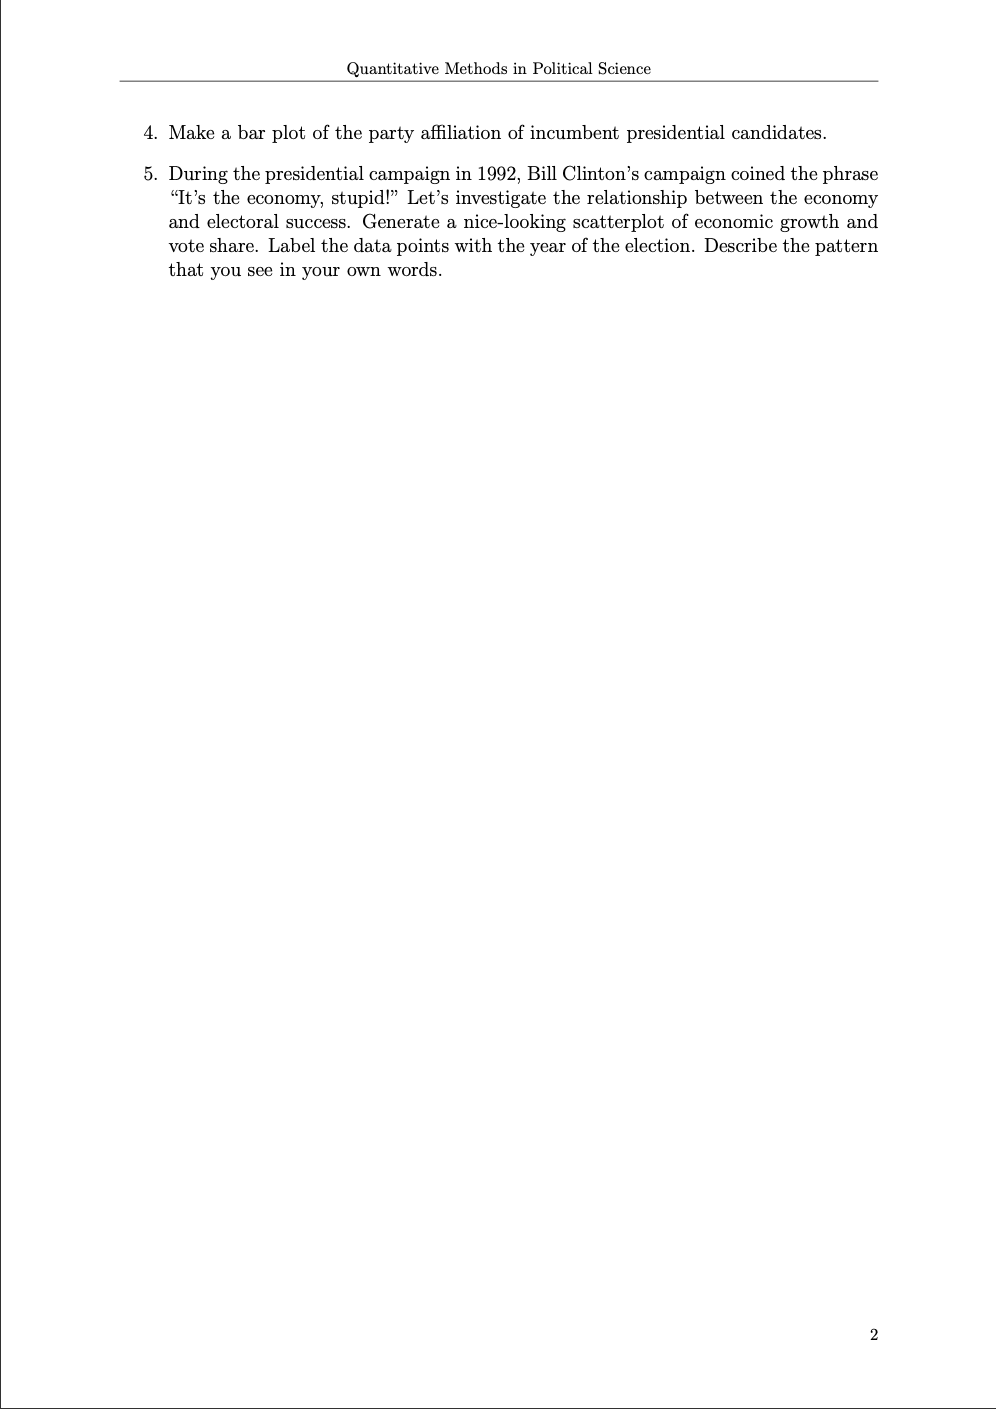 Quantitative Methods in Political Science
4. Make a bar plot of the party affiliation of incumbent presidential candidates.
5. During the presidential campaign in 1992, Bill Clinton’s campaign coined the phrase
“It’s the economy, stupid!” Let’s investigate the relationship between the economy
and electoral success. Generate a nice-looking scatterplot of economic growth and
vote share. Label the data points with the year of the election. Describe the pattern
that you see in your own words.
2